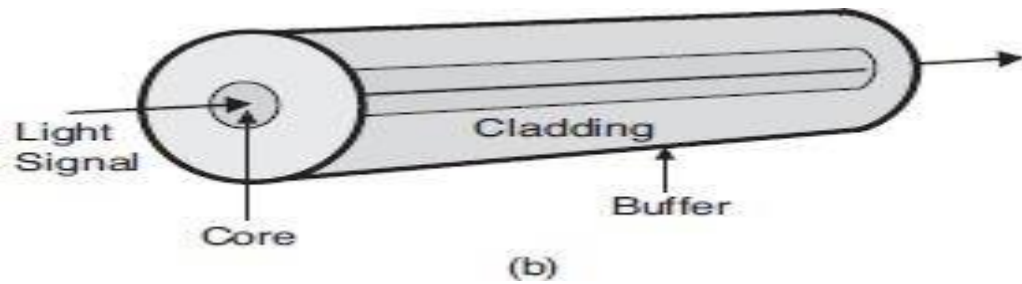 Light
Signal
Cladding
Buffer
Core
(b)